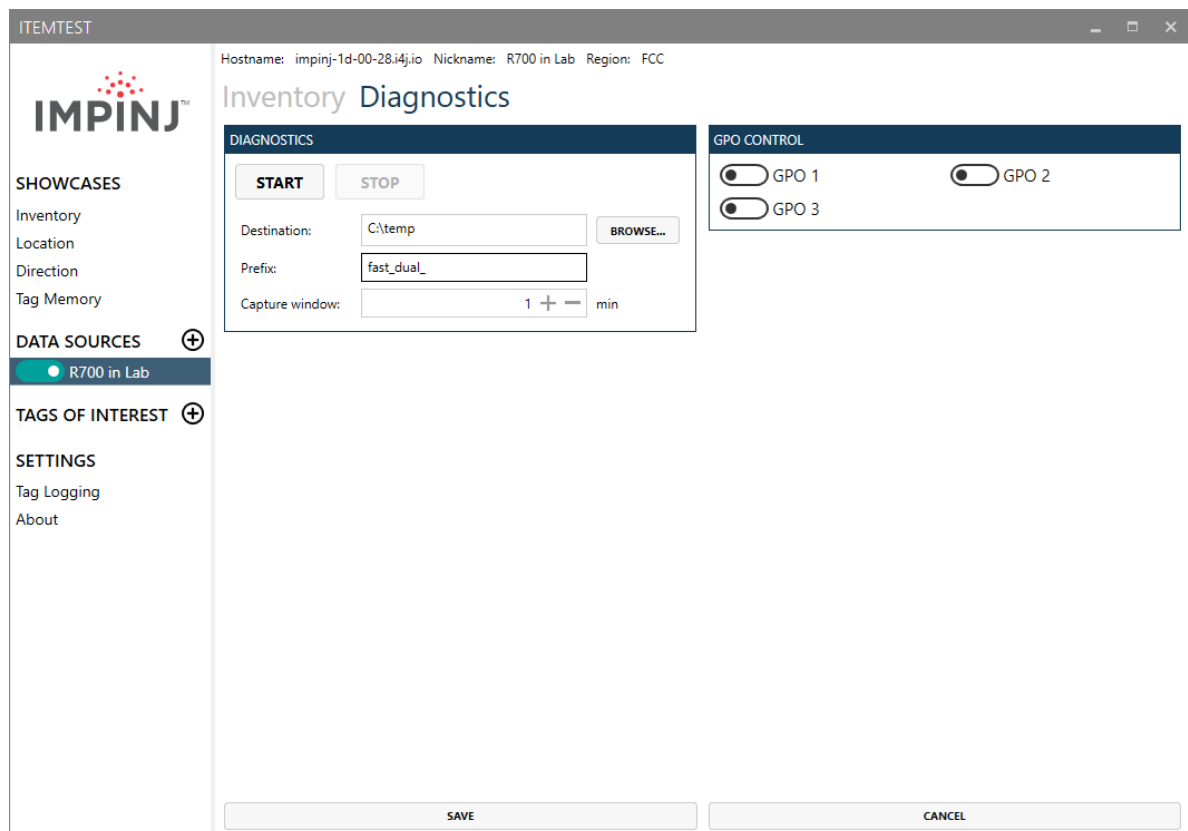 ITEMTEST
IMPINJ™
SHOWCASES
Inventory
Location
Direction
Tag Memory
DATA SOURCES
R700 in Lab
TAGS OF INTEREST
SETTINGS
Tag Logging
About
Hostname: impinj-1d-00-28.i4j.io Nickname: R700 in Lab Region: FCC
Inventory Diagnostics
DIAGNOSTICS
START STOP
Destination: C:\temp BROWSE...
Prefix: fast_dual_
Capture window: 1 min
GPO CONTROL
GPO 1 GPO 2
GPO 3
SAVE CANCEL